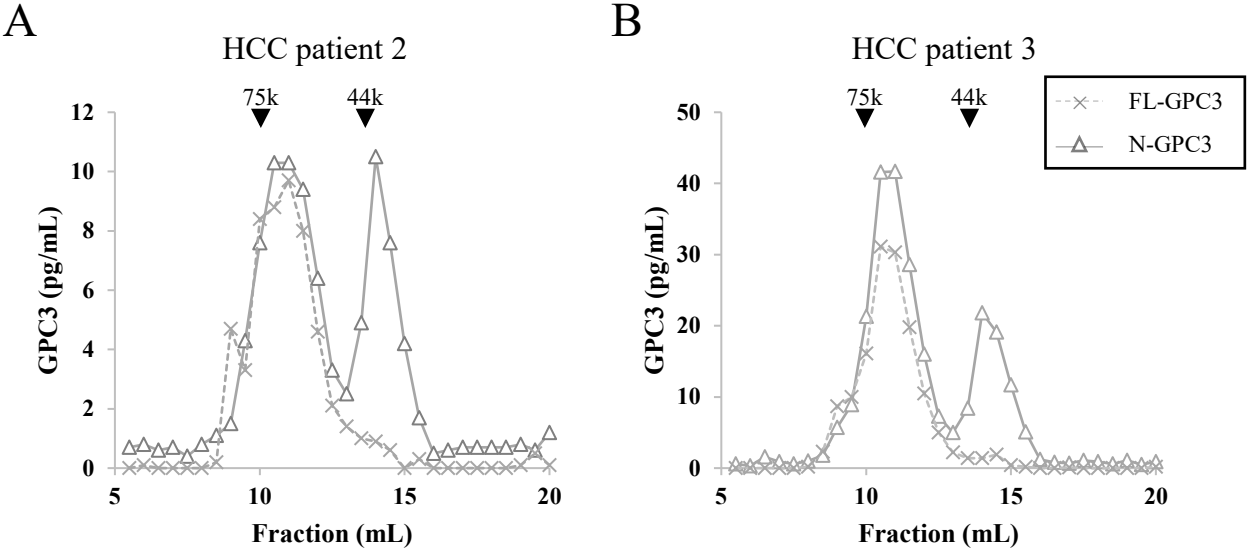 A
HCC patient 2
75k
44k
12
10
8
6
4
2
0
GPC3 (pg/mL)
5
10
15
20
Fraction (mL)
B
HCC patient 3
75k
44k
FL-GPC3
N-GPC3
50
40
30
20
10
0
GPC3 (pg/mL)
5
10
15
20
Fraction (mL)